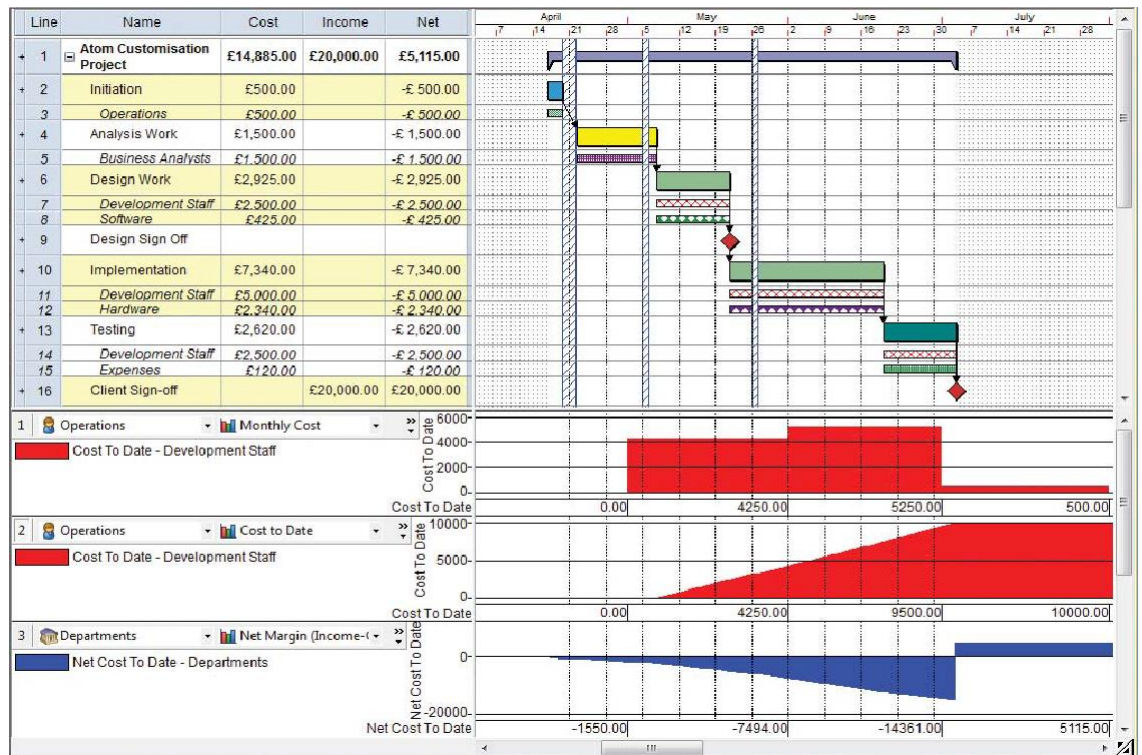 Line Name Cost Income Net
April May June July
7 14 21 28 5 12 19 26 2 9 16 23 30 7 14 21 28
1 Atom Customisation Project £14,885.00 £20,000.00 £5,115.00
2 Initiation £500.00 -£ 500.00
3 Operations £500.00 -£ 500.00
4 Analysis Work £1,500.00 -£ 1,500.00
5 Business Analysts £1,500.00 -£ 1,500.00
6 Design Work £2,925.00 -£ 2,925.00
7 Development Staff £2,500.00 -£ 2,500.00
8 Software £425.00 -£ 425.00
9 Design Sign Off
10 Implementation £7,340.00 -£ 7,340.00
11 Development Staff £5,000.00 -£ 5,000.00
12 Hardware £2,340.00 -£ 2,340.00
13 Testing £2,620.00 -£ 2,620.00
14 Development Staff £2,500.00 -£ 2,500.00
15 Expenses £120.00 -£ 120.00
16 Client Sign-off £20,000.00 £20,000.00
1 Operations Monthly Cost
Cost To Date - Development Staff
Cost To Date
6000
4000
2000
0
Cost To Date 0.00 4250.00 5250.00 500.00
2 Operations Cost to Date
Cost To Date - Development Staff
Cost To Date
10000
5000
0
Cost To Date 0.00 4250.00 9500.00 10000.00
3 Departments Net Margin (Income-(
Net Cost To Date - Departments
Net Cost To Date
0
-20000
Net Cost To Date -1550.00 -7494.00 -14361.00 5115.00